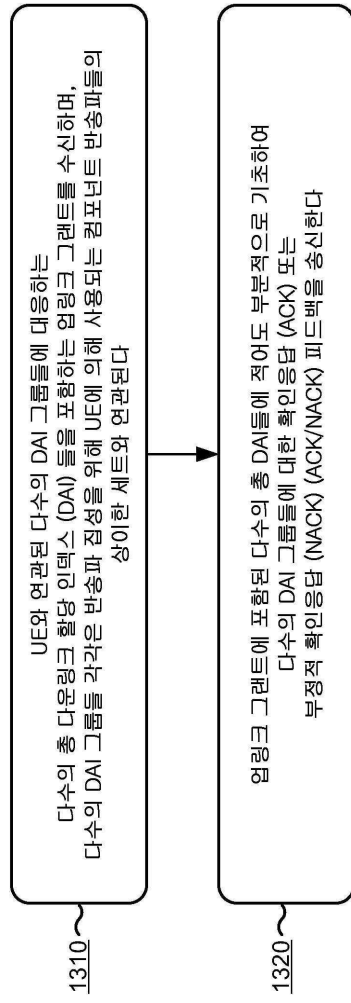 1310
UE와 연관된 다수의 DAI 그룹들에 대응하는
다수의 총 다운링크 할당 인덱스 (DAI) 들을 포함하는 업링크 그랜트를 수신하며,
다수의 DAI 그룹들 각각은 반송파 집성을 위해 UE에 의해 사용되는 컴포넌트 반송파들의
상이한 세트와 연관된다
1320
업링크 그랜트에 포함된 다수의 총 DAI들에 적어도 부분적으로 기초하여
다수의 DAI 그룹들에 대한 확인응답 (ACK) 또는
부정적 확인응답 (NACK) (ACK/NACK) 피드백을 송신한다